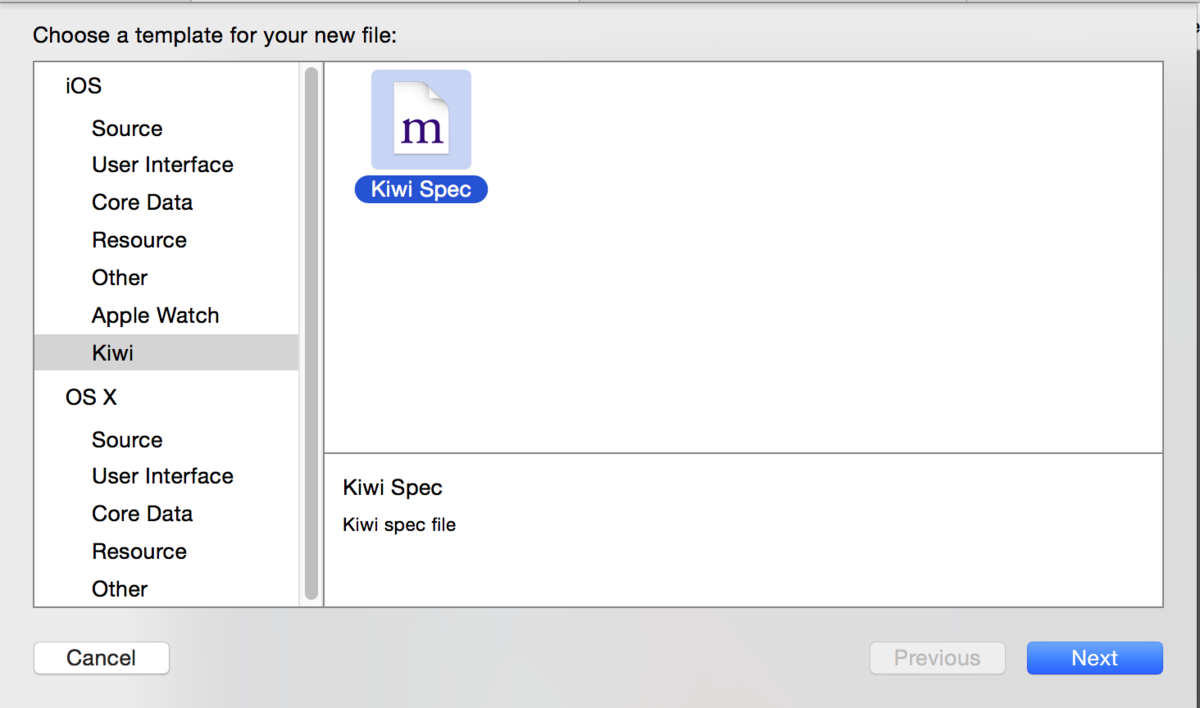 Choose a template for your new file:
iOS
Source
User Interface
Core Data
Resource
Other
Apple Watch
Kiwi
OS X
Source
User Interface
Core Data
Resource
Other
m
Kiwi Spec
Kiwi Spec
Kiwi spec file
Cancel
Previous
Next